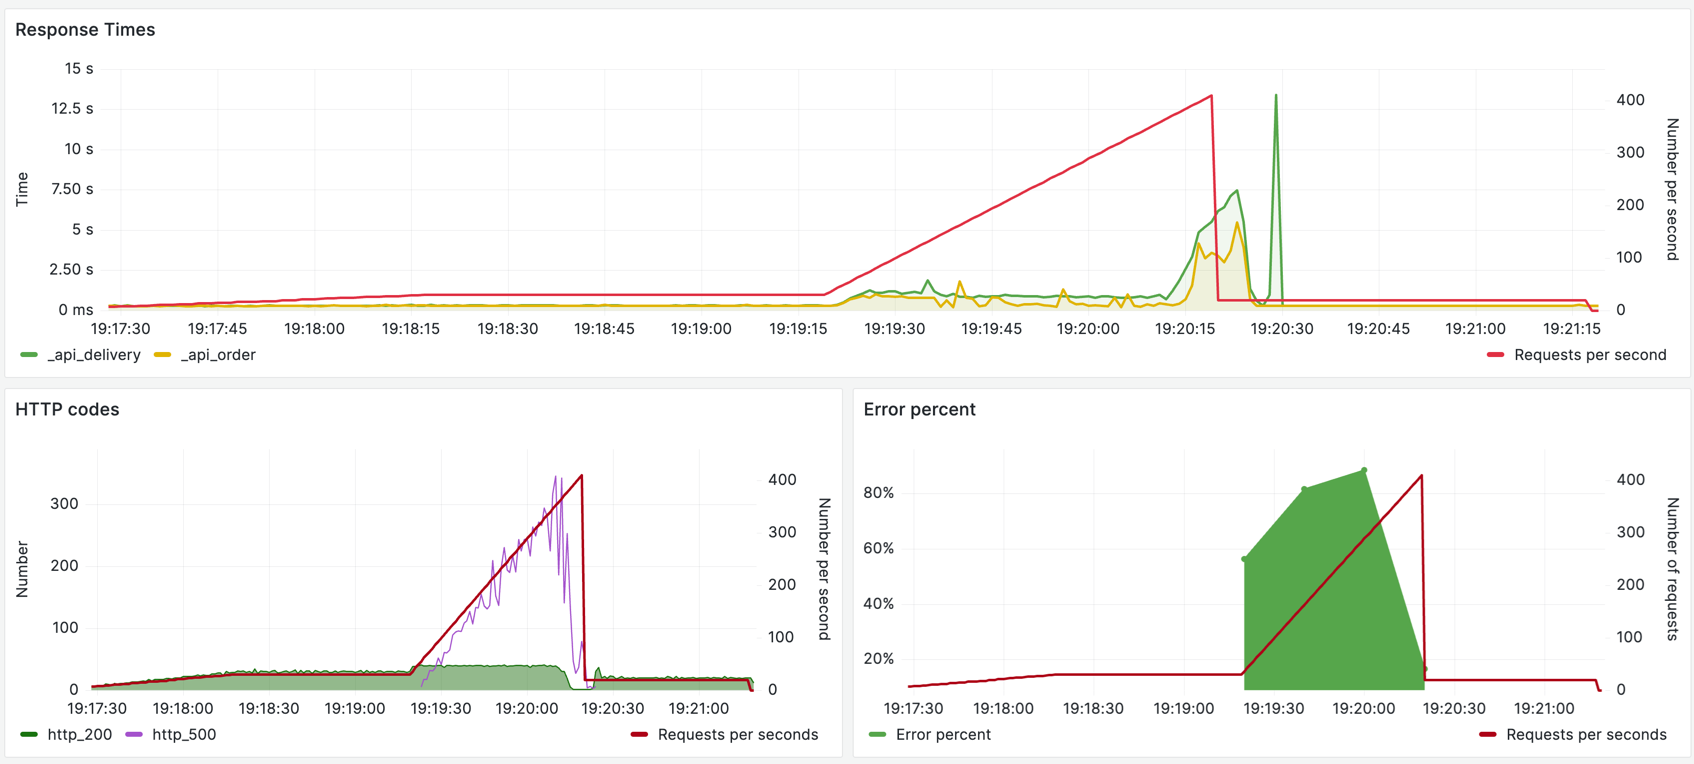 Response Times
15 s
12.5 s
10 s
7.50 s
5 s
2.50 s
0 ms
Time
400
300
200
100
0
Number per second
19:17:30 19:17:45 19:18:00 19:18:15 19:18:30 19:18:45 19:19:00 19:19:15 19:19:30 19:19:45 19:20:00 19:20:15 19:20:30 19:20:45 19:21:00 19:21:15
_api_delivery _api_order Requests per second
HTTP codes
300
200
100
0
Number
400
300
200
100
0
Number per second
19:17:30 19:18:00 19:18:30 19:19:00 19:19:30 19:20:00 19:20:30 19:21:00
http_200 http_500 Requests per seconds
Error percent
80%
60%
40%
20%
400
300
200
100
0
Number of requests
19:17:30 19:18:00 19:18:30 19:19:00 19:19:30 19:20:00 19:20:30 19:21:00
Error percent Requests per seconds